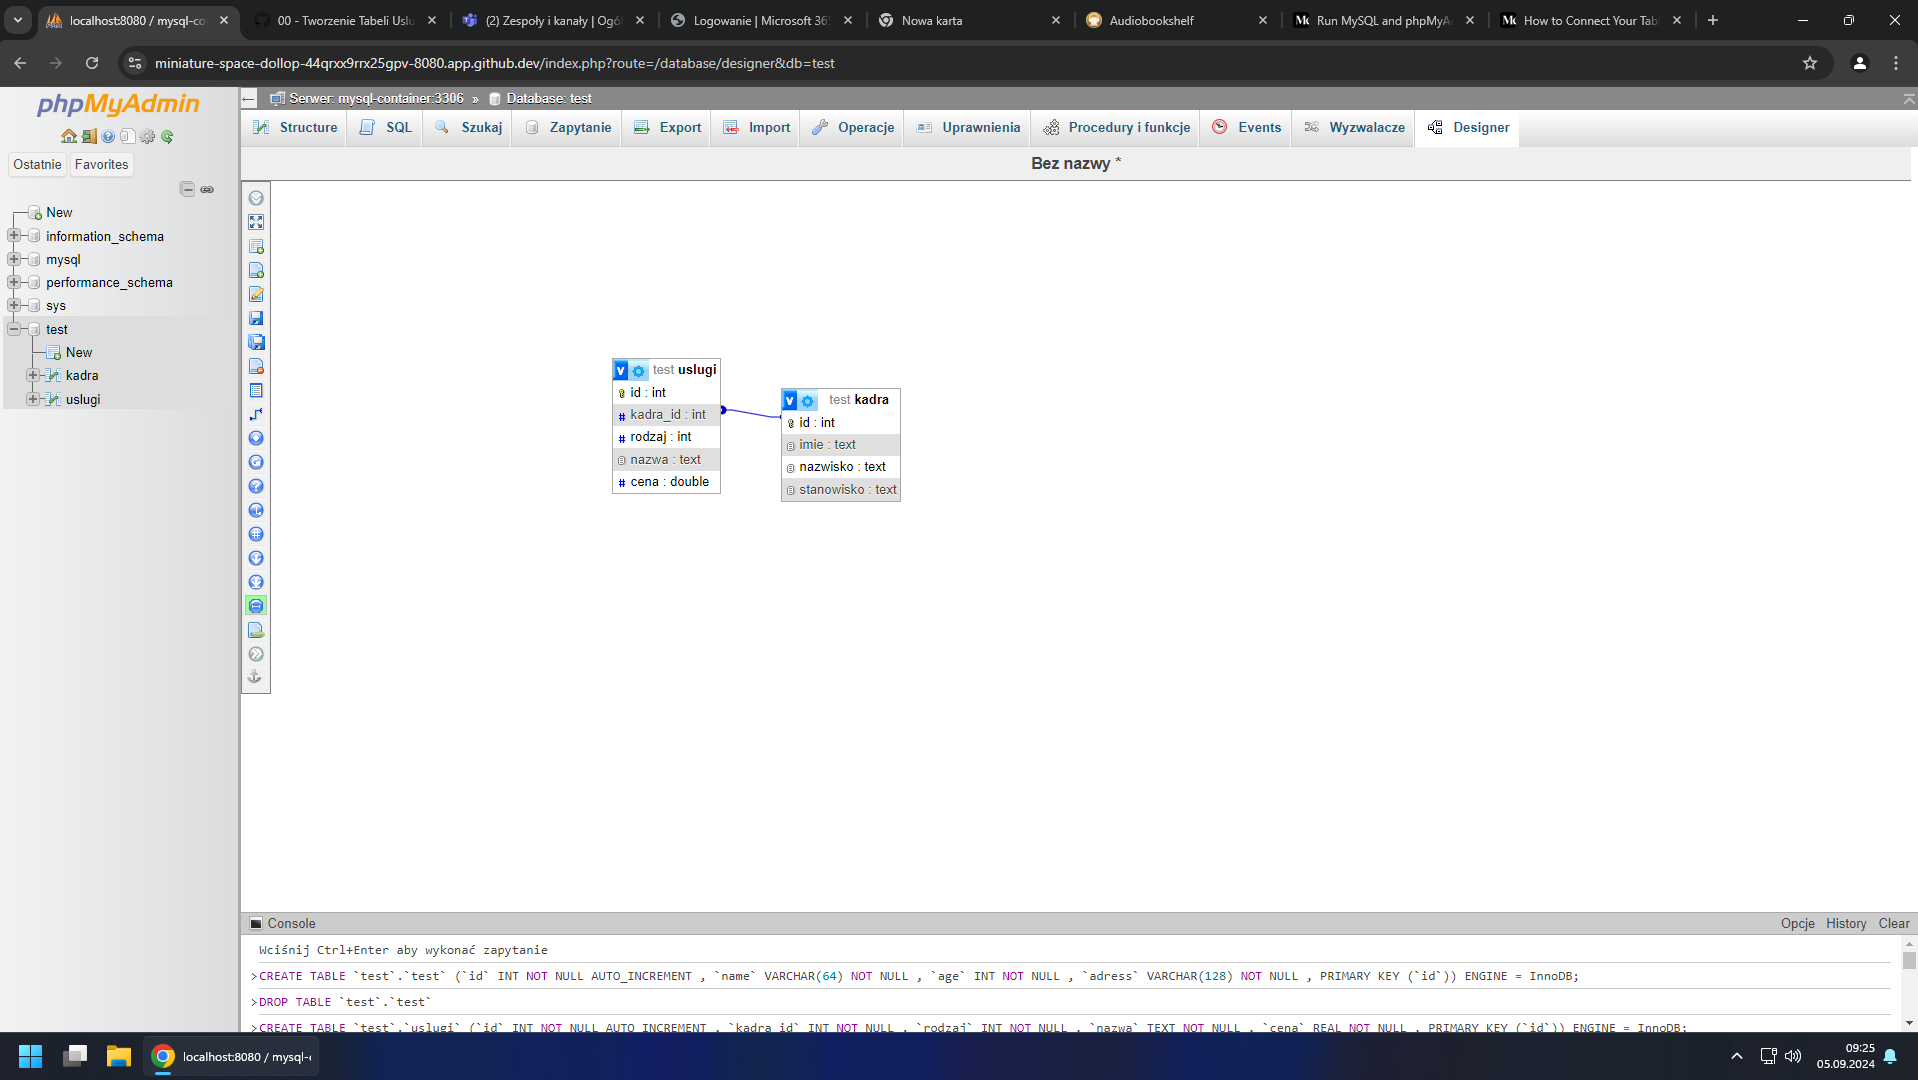 localhost:8080 / mysql-co
00 - Tworzenie Tabeli Uslu
(2) Zespoły i kanały | Ogól
Logowanie | Microsoft 365
Nowa karta
Audiobookshelf
Run MySQL and phpMyA
How to Connect Your Tab
miniature-space-dollop-44qrxx9rrx25gpv-8080.app.github.dev/index.php?route=/database/designer&db=test
phpMyAdmin
Ostatnie
Favorites
New
information_schema
mysql
performance_schema
sys
test
New
kadra
uslugi
Serwer: mysql-container:3306 » Database: test
Structure
SQL
Szukaj
Zapytanie
Export
Import
Operacje
Uprawnienia
Procedury i funkcje
Events
Wyzwalacze
Designer
Bez nazwy *
v test uslugi
id : int
# kadra_id : int
# rodzaj : int
nazwa : text
# cena : double
v test kadra
id : int
imie : text
nazwisko : text
stanowisko : text
Console
Opcje
History
Clear
Wciśnij Ctrl+Enter aby wykonać zapytanie
>CREATE TABLE `test`.`test` (`id` INT NOT NULL AUTO_INCREMENT , `name` VARCHAR(64) NOT NULL , `age` INT NOT NULL , `adress` VARCHAR(128) NOT NULL , PRIMARY KEY (`id`)) ENGINE = InnoDB;
>DROP TABLE `test`.`test`
>CREATE TABLE `test`.`uslugi` (`id` INT NOT NULL AUTO_INCREMENT , `kadra_id` INT NOT NULL , `rodzaj` INT NOT NULL , `nazwa` TEXT NOT NULL , `cena` REAL NOT NULL , PRIMARY KEY (`id`)) ENGINE = InnoDB;
localhost:8080 / mysql-c
09:25
05.09.2024